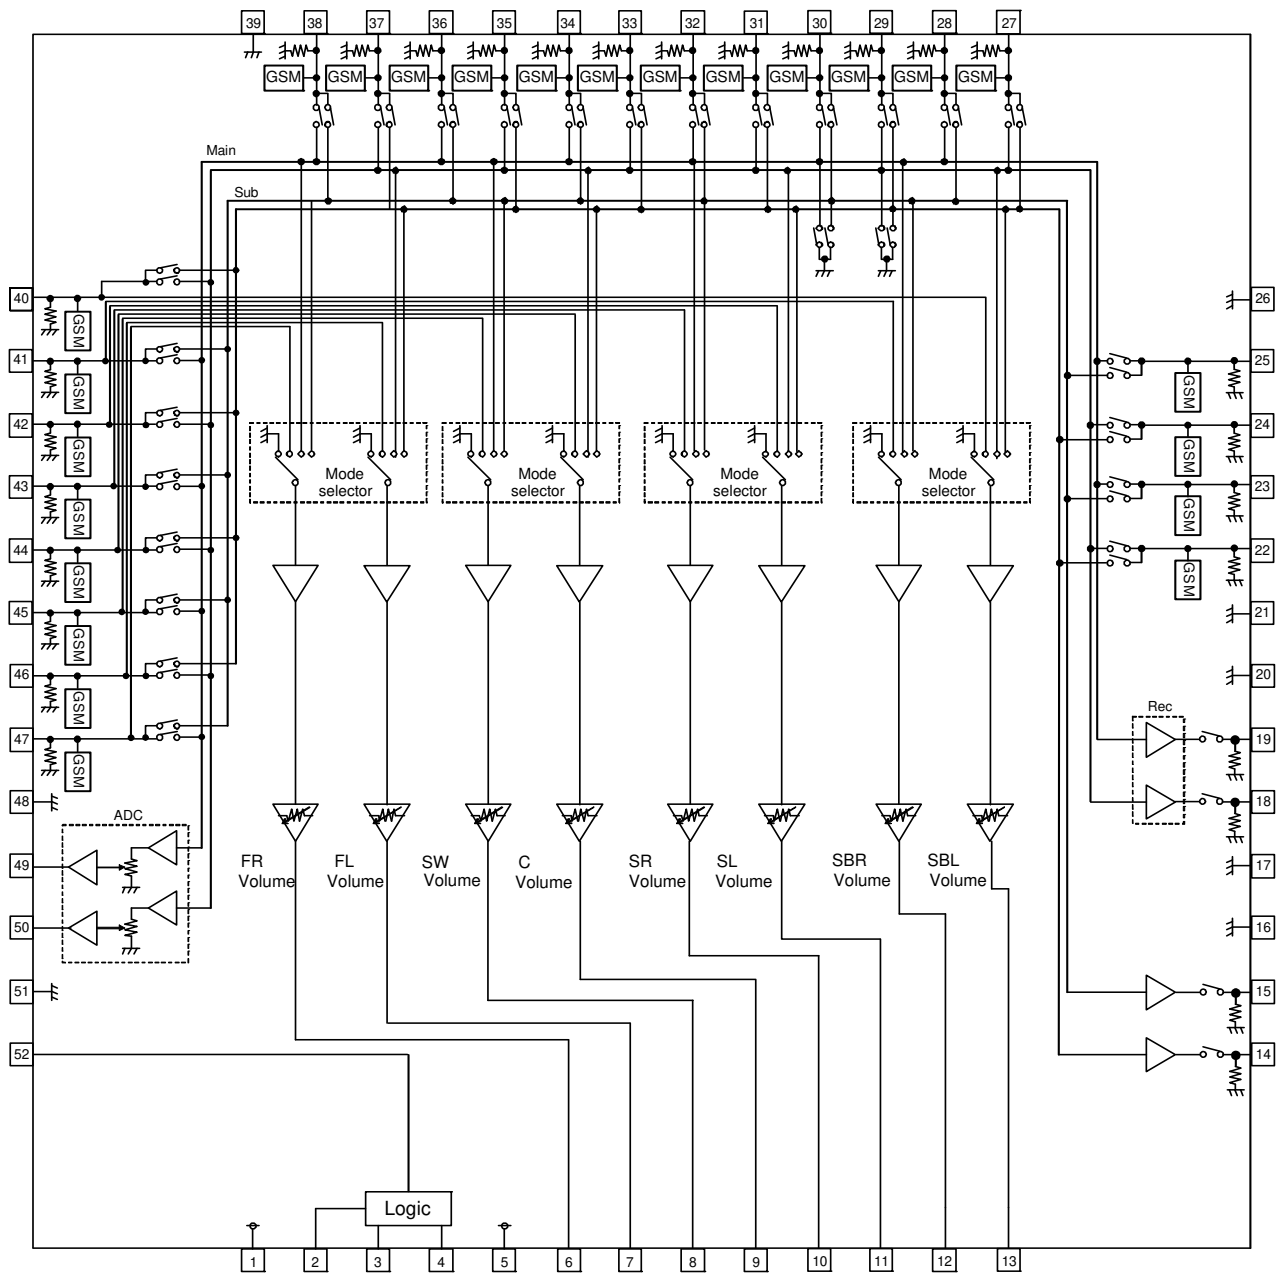 39 38 37 36 35 34 33 32 31 30 29 28 27
GSM GSM GSM GSM GSM GSM GSM GSM GSM GSM GSM GSM
Main
Sub
40 26
GSM
41 25
GSM GSM
42 24
GSM GSM
Mode selector Mode selector Mode selector Mode selector
43 23
GSM GSM
44 22
GSM GSM
45 21
GSM
46 20
GSM
Rec
47 19
GSM
48 18
ADC
FR Volume FL Volume SW Volume C Volume SR Volume SL Volume SBR Volume SBL Volume
49 17
50 16
51 15
52 14
Logic
1 2 3 4 5 6 7 8 9 10 11 12 13